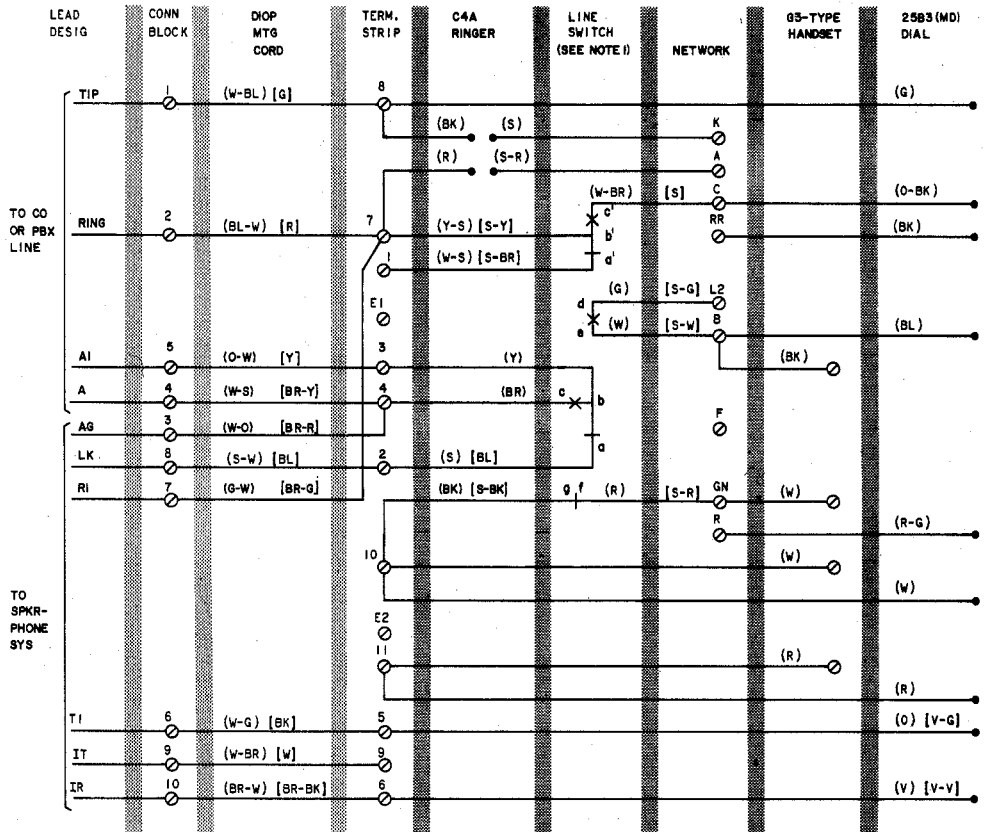 LEAD DESIG
CONN BLOCK
DIOP MTG CORD
TERM. STRIP
C4A RINGER
LINE SWITCH (SEE NOTE 1)
NETWORK
G3-TYPE HANDSET
25B3 (MD) DIAL
TIP 1 (W-BL) [G] 8 (G)
(BK) (S) K
(R) (S-R) A
(W-BR) [S] C (O-BK)
c'
TO CO OR PBX LINE
RING 2 (BL-W) [R] 7 (Y-S) [S-Y] b' RR (BK)
1 (W-S) [S-BR] a'
d (G) [S-G] L2
E1
e (W) [S-W] B (BL)
(BK)
A1 5 (O-W) [Y] 3 (Y)
A 4 (W-S) [BR-Y] 4 (BR) c b
AG 3 (W-O) [BR-R] F
a
LK 8 (S-W) [BL] 2 (S) [BL]
R1 7 (G-W) [BR-G] (BK) [S-BK] g f (R) [S-R] GN (W)
R (R-G)
10 (W)
(W)
TO SPKR-PHONE SYS
E2
11 (R)
(R)
T1 6 (W-G) [BK] 5 (O) [V-G]
IT 9 (W-BR) [W] 9
IR 10 (BR-W) [BR-BK] 6 (V) [V-V]